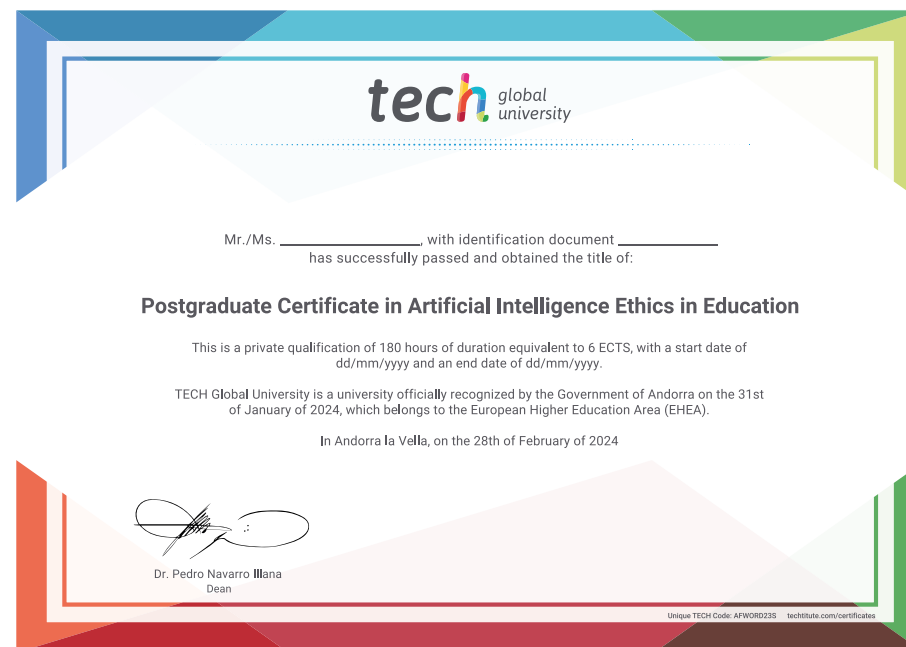 tech global university
Mr./Ms. ____________________, with identification document ______________
has successfully passed and obtained the title of:
Postgraduate Certificate in Artificial Intelligence Ethics in Education
This is a private qualification of 180 hours of duration equivalent to 6 ECTS, with a start date of
dd/mm/yyyy and an end date of dd/mm/yyyy.
TECH Global University is a university officially recognized by the Government of Andorra on the 31st
of January of 2024, which belongs to the European Higher Education Area (EHEA).
In Andorra la Vella, on the 28th of February of 2024
Dr. Pedro Navarro Illana
Dean
Unique TECH Code: AFWORD23S techtitute.com/certificates